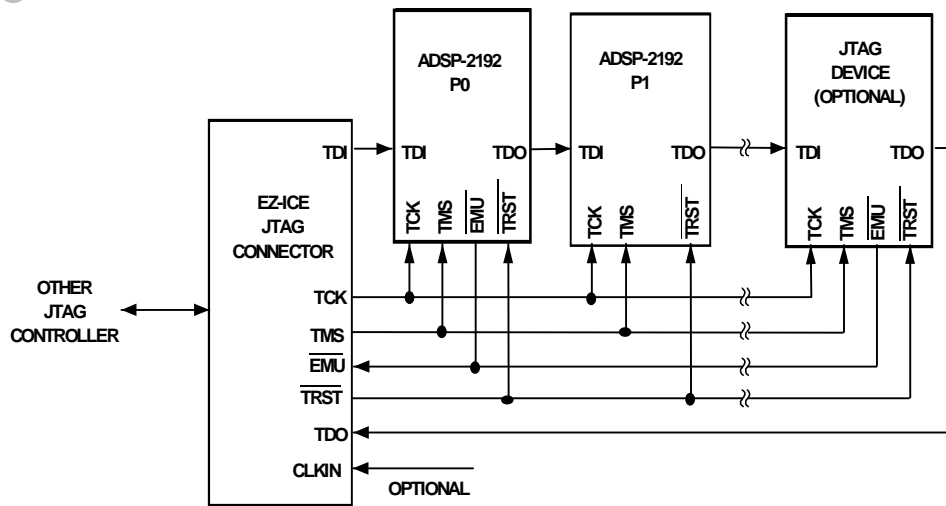 ADSP-2192
P0
ADSP-2192
P1
JTAG
DEVICE
(OPTIONAL)
TDI
TDI
TDO
TDI
TDO
TDI
TDO
TCK
TMS
EMU
TRST
TCK
TMS
TRST
TCK
TMS
EMU
TRST
EZ-ICE
JTAG
CONNECTOR
OTHER
JTAG
CONTROLLER
TCK
TMS
EMU
TRST
TDO
CLKIN
OPTIONAL